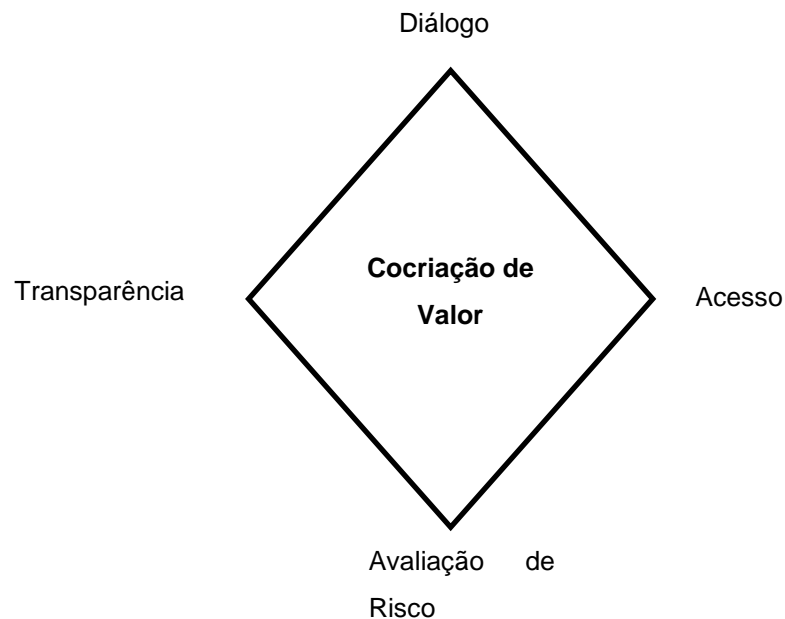 Diálogo
Cocriação de
Valor
Transparência
Acesso
Avaliação de
Risco